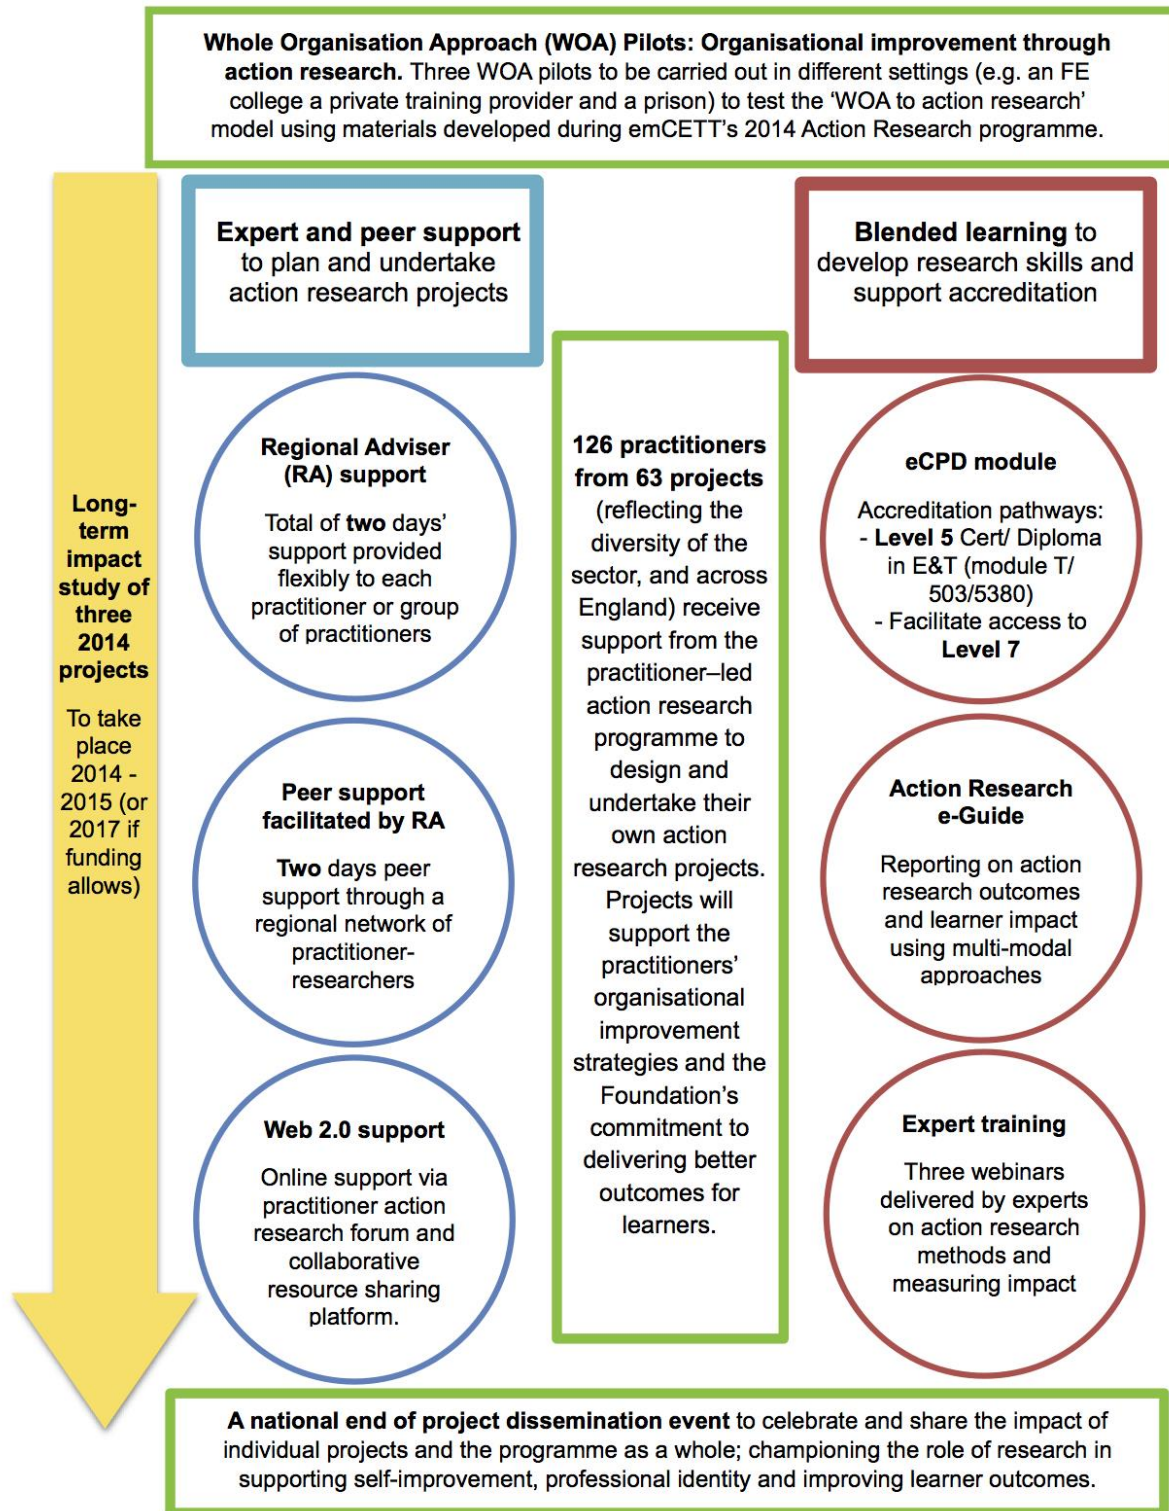 Whole Organisation Approach (WOA) Pilots: Organisational improvement through
action research. Three WOA pilots to be carried out in different settings (e.g. an FE
college a private training provider and a prison) to test the ‘WOA to action research’
model using materials developed during emCETT’s 2014 Action Research programme.
Long-
term
impact
study of
three
2014
projects
To take
place
2014 -
2015 (or
2017 if
funding
allows)
Expert and peer support
to plan and undertake
action research projects
Regional Adviser
(RA) support
Total of two days’
support provided
flexibly to each
practitioner or group
of practitioners
Peer support
facilitated by RA
Two days peer
support through a
regional network of
practitioner-
researchers
Web 2.0 support
Online support via
practitioner action
research forum and
collaborative
resource sharing
platform.
126 practitioners
from 63 projects
(reflecting the
diversity of the
sector, and across
England) receive
support from the
practitioner–led
action research
programme to
design and
undertake their
own action
research projects.
Projects will
support the
practitioners’
organisational
improvement
strategies and the
Foundation’s
commitment to
delivering better
outcomes for
learners.
Blended learning to
develop research skills and
support accreditation
eCPD module
Accreditation pathways:
- Level 5 Cert/ Diploma
in E&T (module T/
503/5380)
- Facilitate access to
Level 7
Action Research
e-Guide
Reporting on action
research outcomes
and learner impact
using multi-modal
approaches
Expert training
Three webinars
delivered by experts
on action research
methods and
measuring impact
A national end of project dissemination event to celebrate and share the impact of
individual projects and the programme as a whole; championing the role of research in
supporting self-improvement, professional identity and improving learner outcomes.